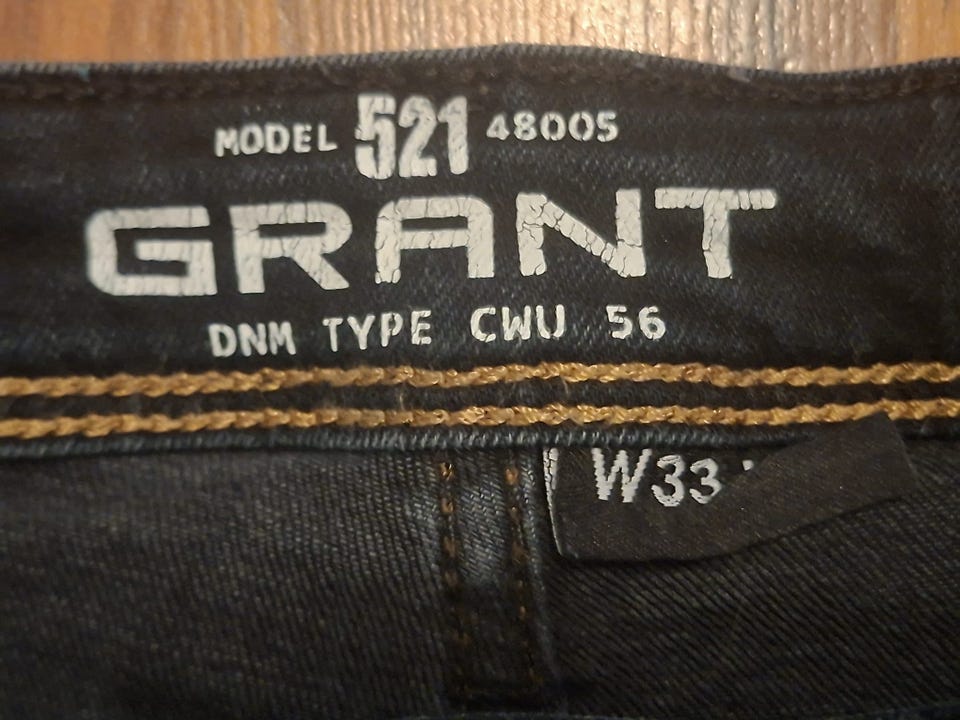 MODEL 521 48005
GRANT
DNM TYPE CWU 56
W33